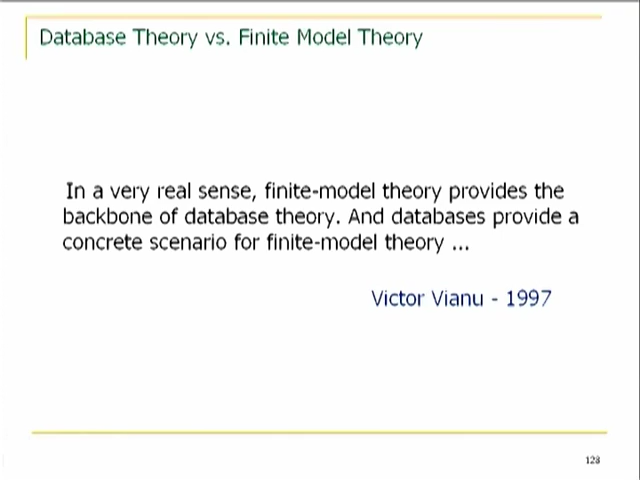 Database Theory vs. Finite Model Theory
In a very real sense, finite-model theory provides the
backbone of database theory. And databases provide a
concrete scenario for finite-model theory ...
Victor Vianu - 1997
128